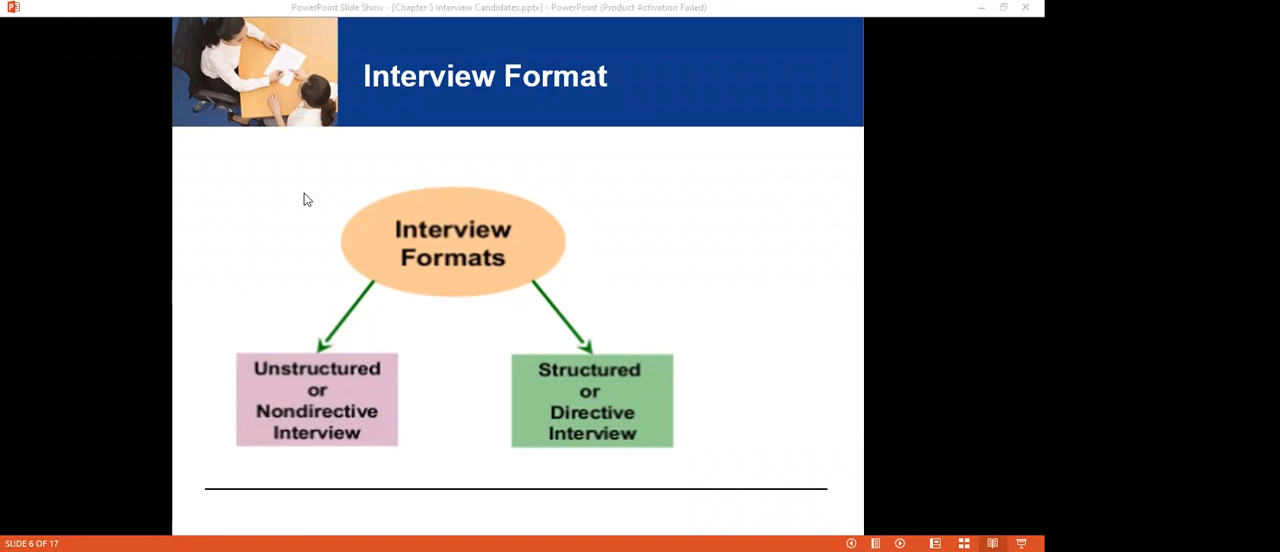 PowerPoint Slide Show - [Chapter 5 Interview Candidates.pptx] - PowerPoint (Product Activation Failed)
Interview Format
Interview
Formats
Unstructured
or
Nondirective
Interview
Structured
or
Directive
Interview
SLIDE 6 OF 17